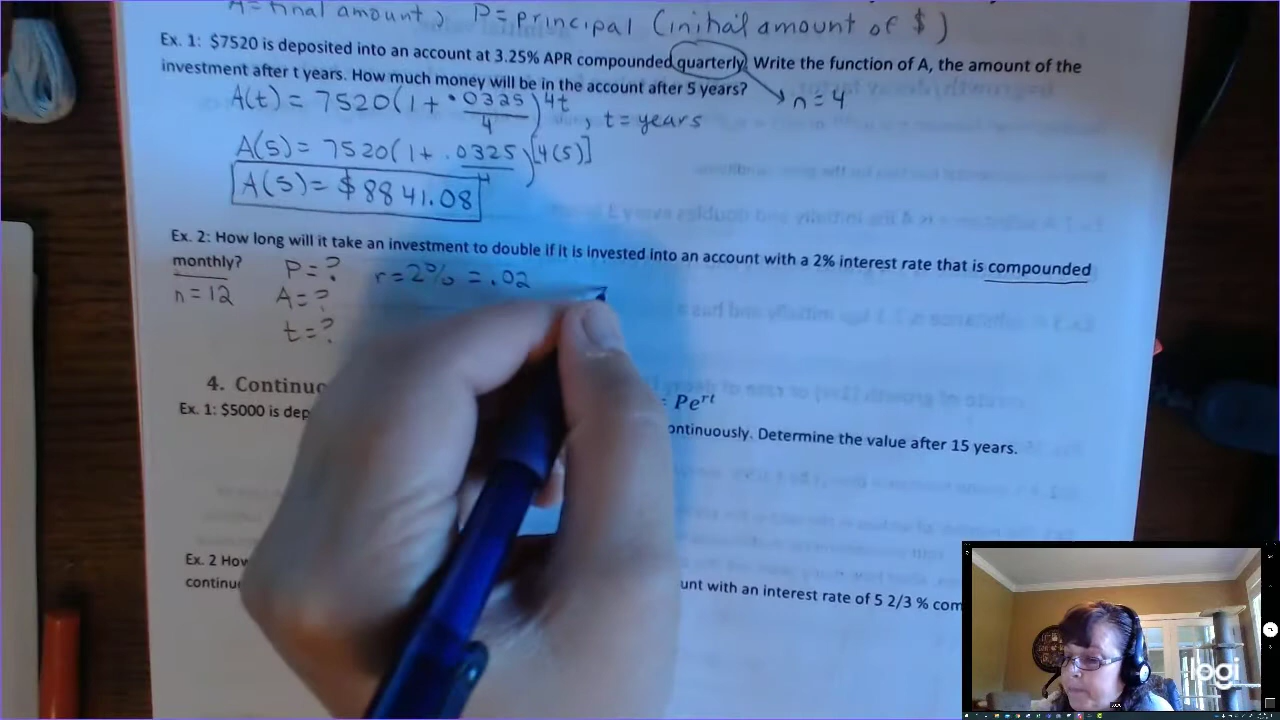 A = final amount, P = principal (initial amount of $)
Ex. 1: $7520 is deposited into an account at 3.25% APR compounded quarterly. Write the function of A, the amount of the
investment after t years. How much money will be in the account after 5 years?
n = 4
A(t) = 7520(1 + .0325/4)4t , t = years
A(5) = 7520(1 + .0325/4)[4(5)]
A(5) = $8841.08
Ex. 2: How long will it take an investment to double if it is invested into an account with a 2% interest rate that is compounded
monthly?
P = ? r = 2% = .02
n = 12 A = ?
t = ?
4. Continuo
= Pe^rt
Ex. 1: $5000 is dep
ontinuously. Determine the value after 15 years.
Ex. 2 How
unt with an interest rate of 5 2/3 % com
continu
logi